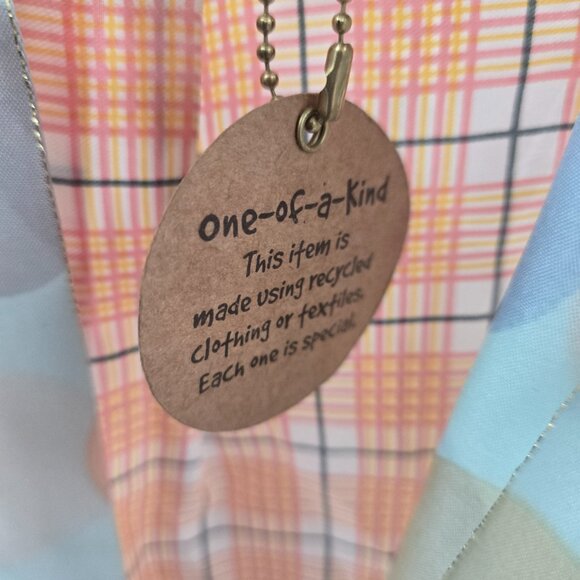 One-of-a-Kind
This item is
made using recycled
clothing or textiles.
Each one is special.